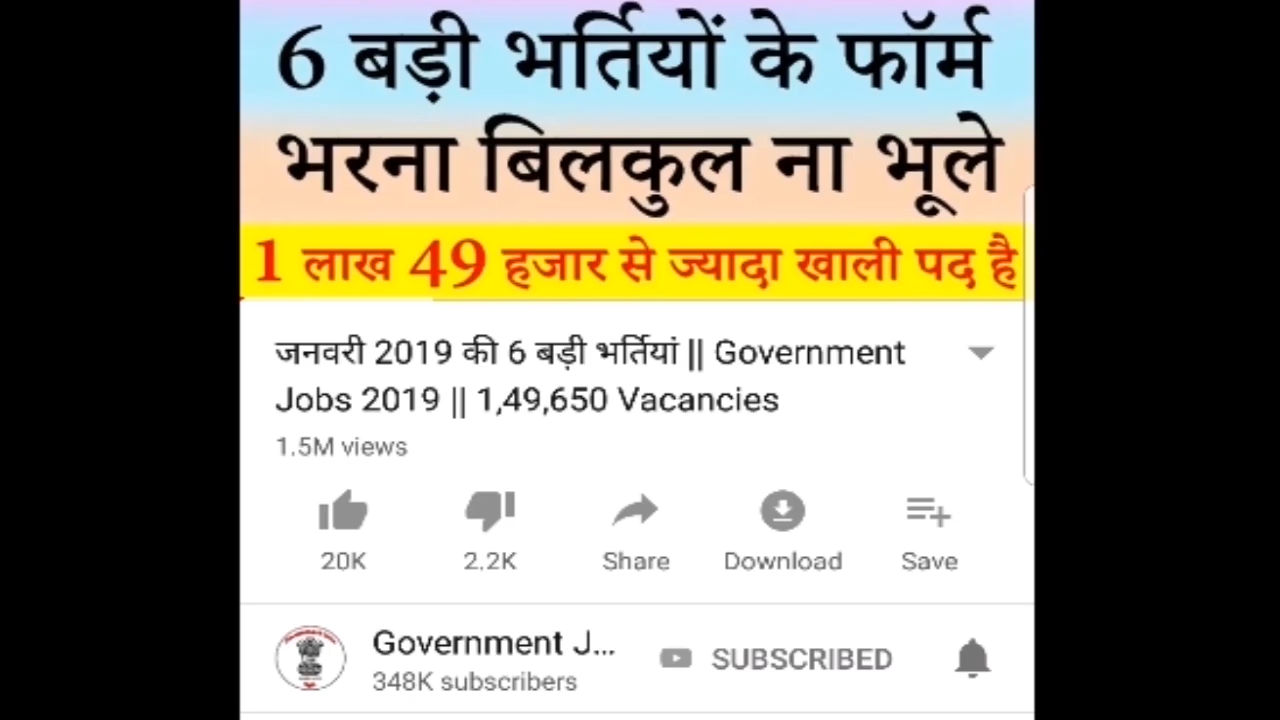 6 बड़ी भर्तियों के फॉर्म
भरना बिलकुल ना भूले
1 लाख 49 हजार से ज्यादा खाली पद है
जनवरी 2019 की 6 बड़ी भर्तियां || Government
Jobs 2019 || 1,49,650 Vacancies
1.5M views
20K 2.2K Share Download Save
Government J... SUBSCRIBED
348K subscribers